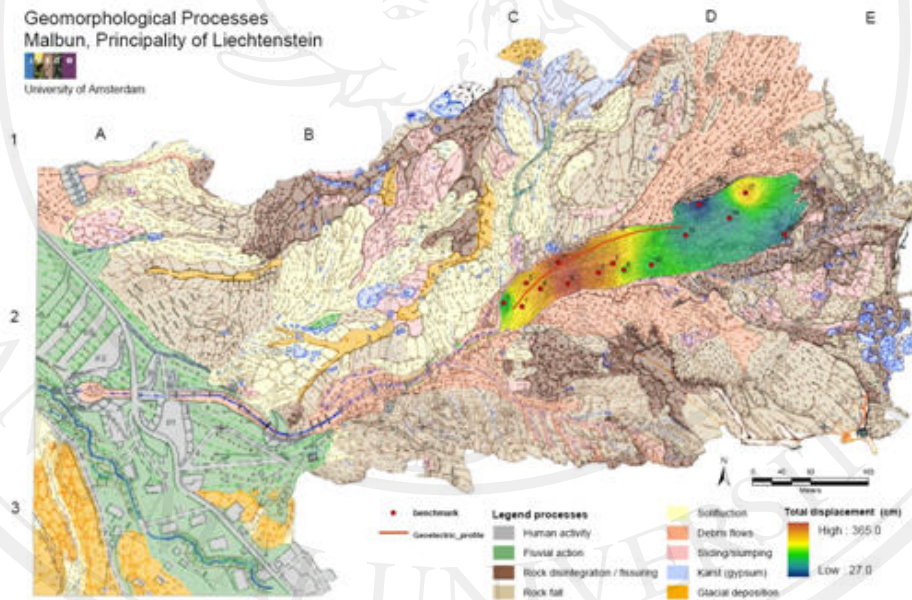 Geomorphological Processes
Malbun, Principality of Liechtenstein
University of Amsterdam
A
B
C
D
E
1
2
3
N
Meters
benchmark
Geoelectric_profile
Legend processes
Human activity
Fluvial action
Rock disintegration / fissuring
Rock fall
Solifluction
Debris flows
Sliding/slumping
Karst (gypsum)
Glacial deposition
Total displacement (cm)
High : 365.0
Low : 27.0
UNIVERSIT